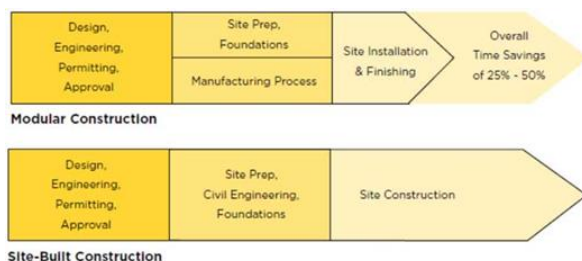 Design,
Engineering,
Permitting,
Approval
Site Prep,
Foundations
Manufacturing Process
Site Installation
& Finishing
Overall
Time Savings
of 25% - 50%
Modular Construction
Design,
Engineering,
Permitting,
Approval
Site Prep,
Civil Engineering,
Foundations
Site Construction
Site-Built Construction